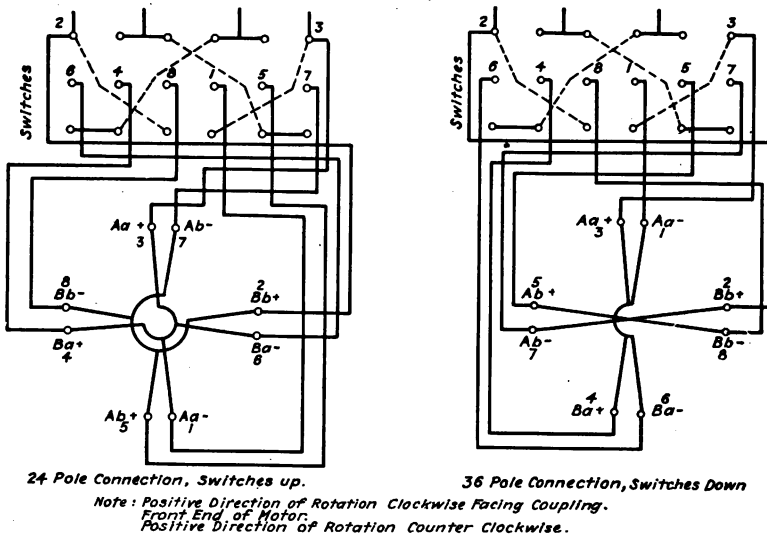 2
3
6
4
8
1
5
7
Switches
Aa +
3
Ab-
7
8
Bb-
Ba+
4
2
Bb+
Ba-
6
Ab+
5
Aa-
1
24 Pole Connection, Switches up.
2
3
6
4
8
1
5
7
Switches
Aa+
3
Aa-
1
5
Ab+
Ab-
7
2
Bb+
Bb-
8
4
Ba+
6
Ba-
36 Pole Connection, Switches Down
Note: Positive Direction of Rotation Clockwise Facing Coupling.
Front End of Motor.
Positive Direction of Rotation Counter Clockwise.